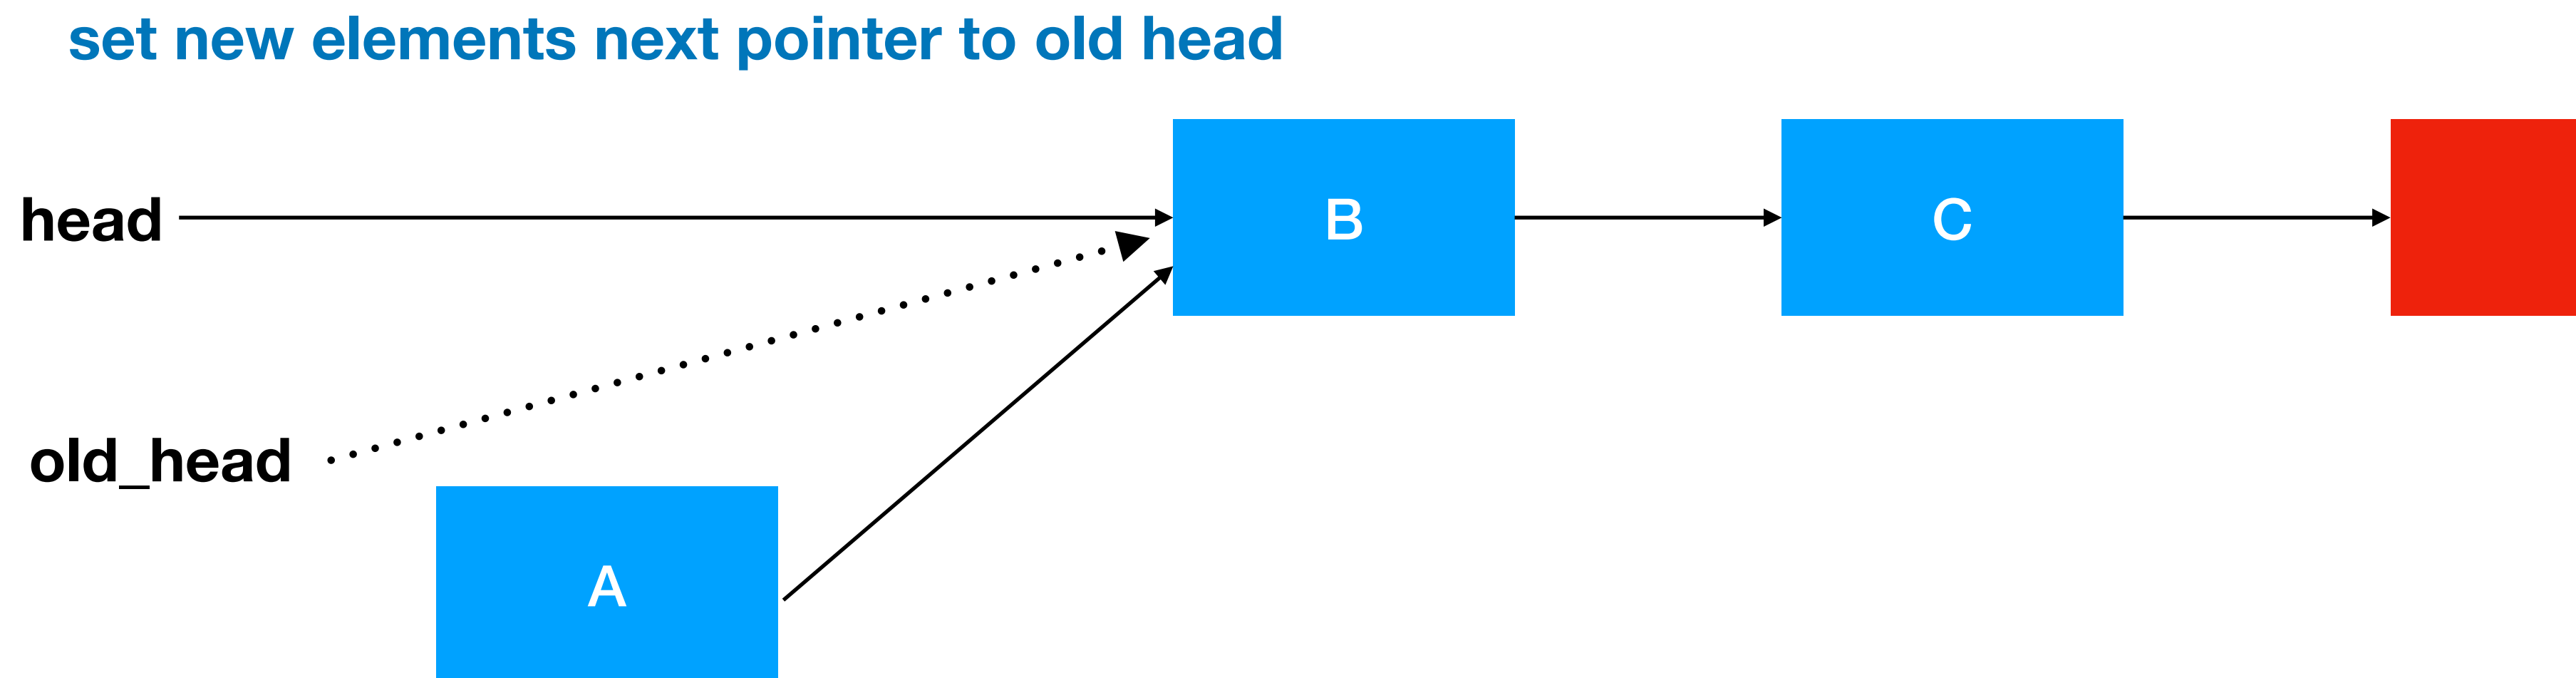 set new elements next pointer to old head
head
B
C
old_head
A